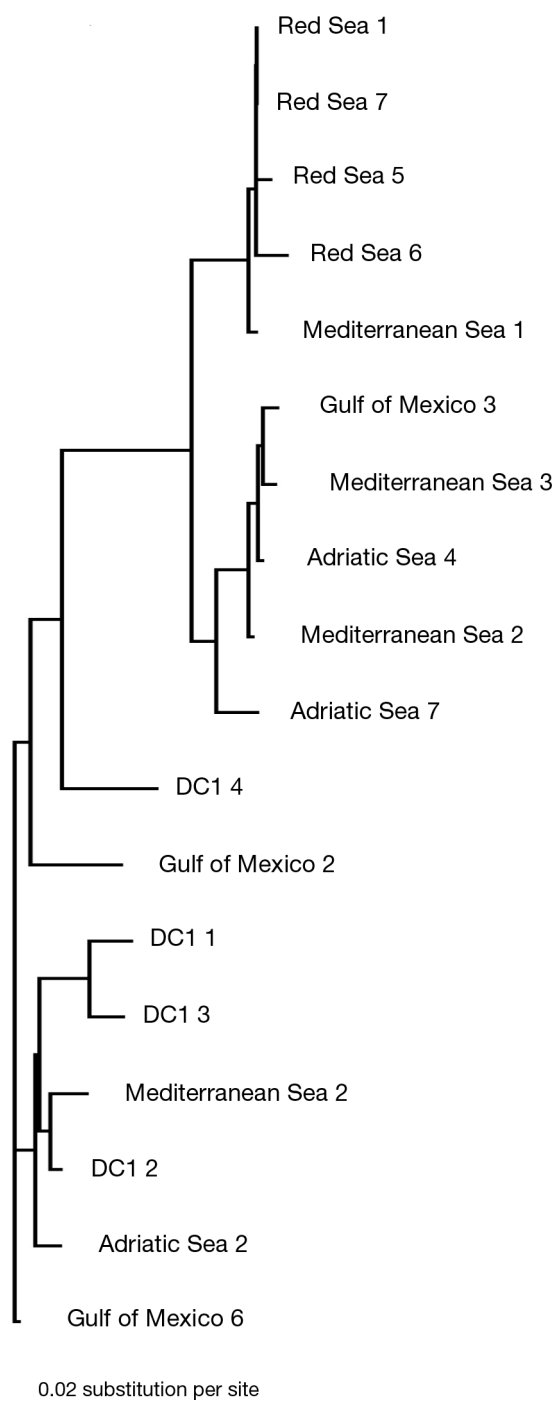 Red Sea 1
Red Sea 7
Red Sea 5
Red Sea 6
Mediterranean Sea 1
Gulf of Mexico 3
Mediterranean Sea 3
Adriatic Sea 4
Mediterranean Sea 2
Adriatic Sea 7
DC1 4
Gulf of Mexico 2
DC1 1
DC1 3
Mediterranean Sea 2
DC1 2
Adriatic Sea 2
Gulf of Mexico 6
0.02 substitution per site